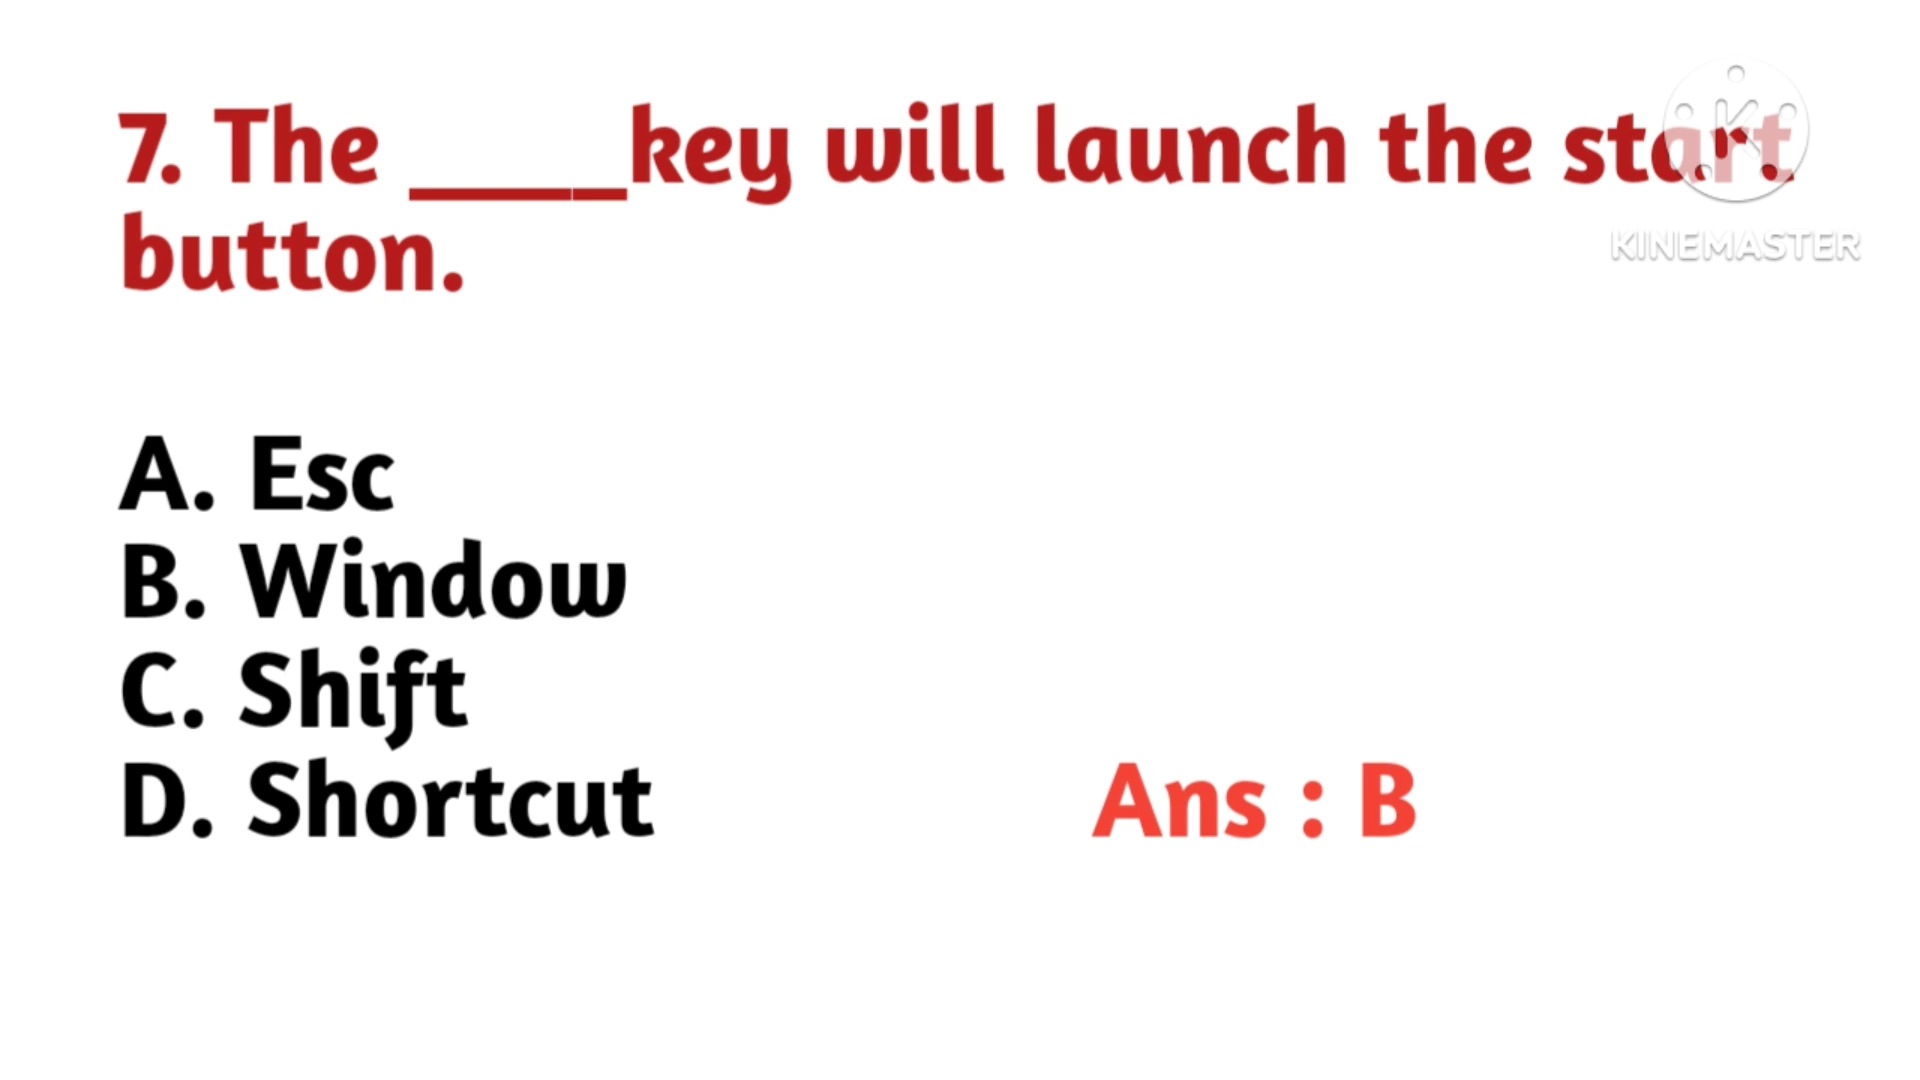 7. The ____key will launch the start
button.
A. Esc
B. Window
C. Shift
D. Shortcut
Ans : B
KINEMASTER